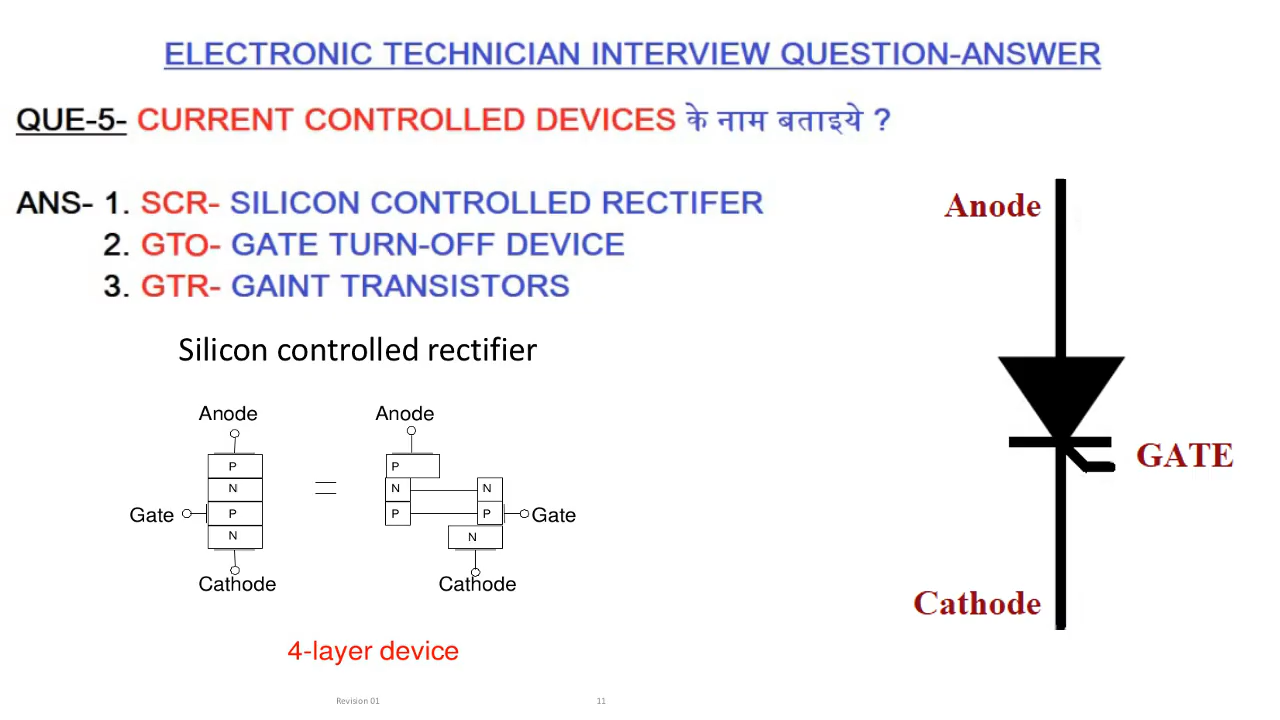 ELECTRONIC TECHNICIAN INTERVIEW QUESTION-ANSWER
QUE-5- CURRENT CONTROLLED DEVICES के नाम बताइये ?
ANS- 1. SCR- SILICON CONTROLLED RECTIFER
2. GTO- GATE TURN-OFF DEVICE
3. GTR- GAINT TRANSISTORS
Silicon controlled rectifier
Anode
P
N
P
N
Gate
Cathode
=
Anode
P
N
N
P
P
N
Gate
Cathode
4-layer device
Anode
GATE
Cathode
Revision 01
11